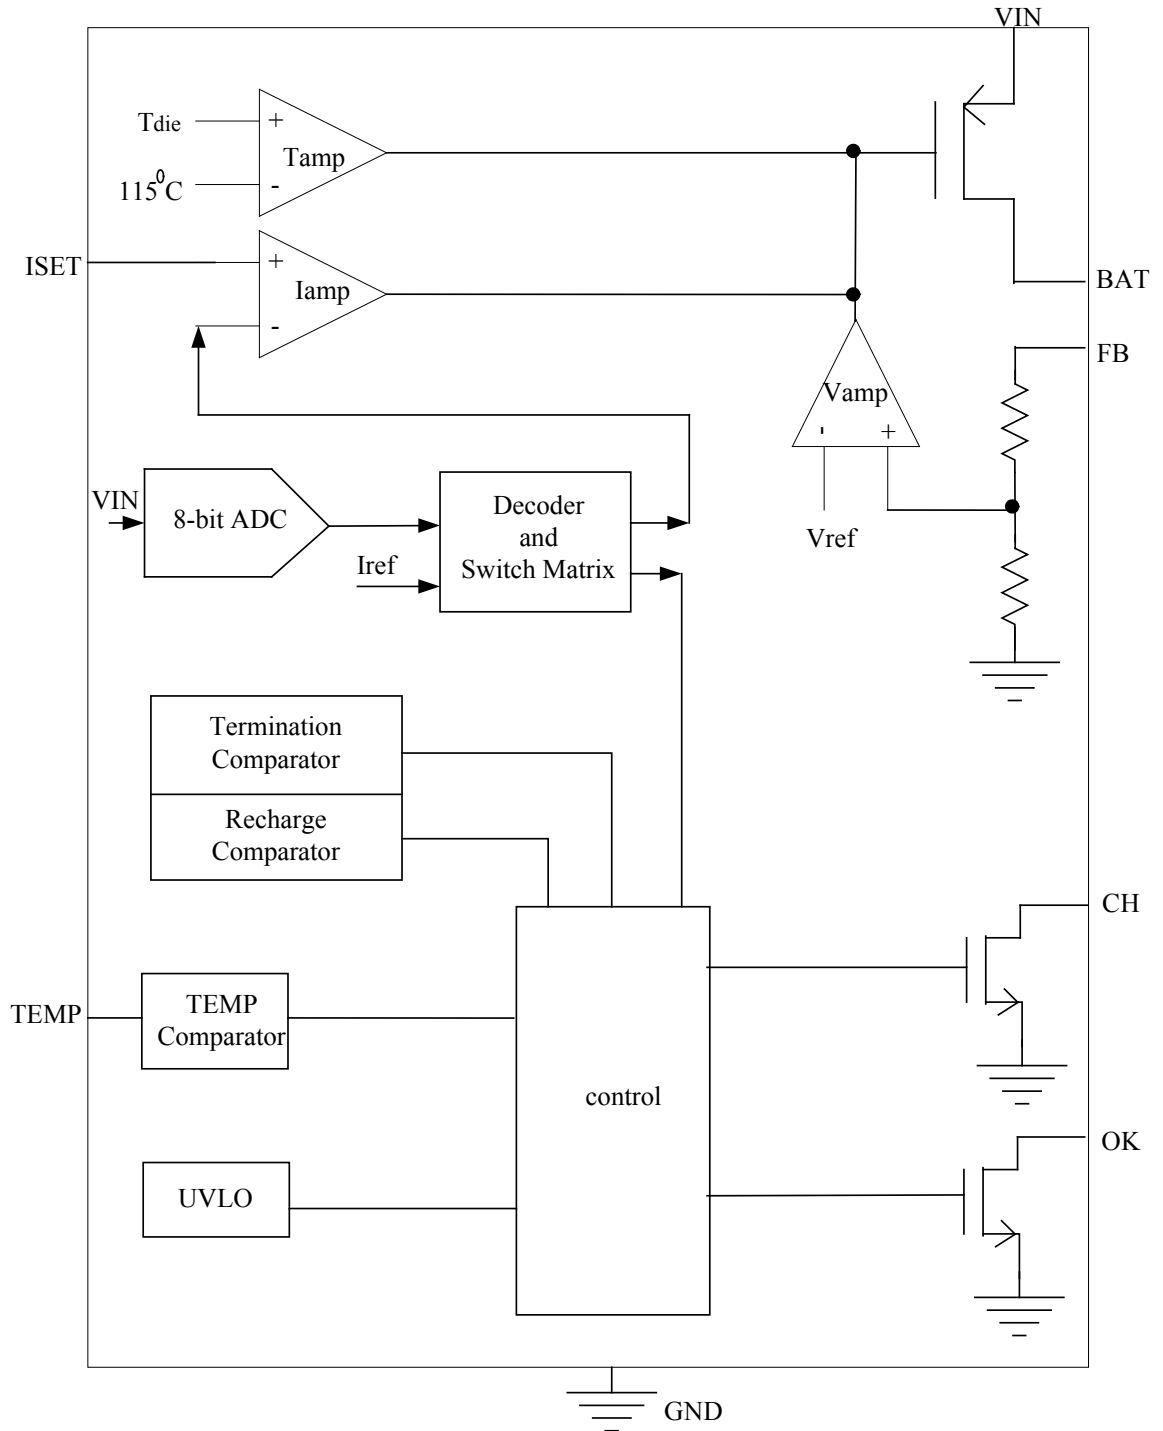 VIN
Tdie
+
Tamp
115⁰C
-
ISET
+
Iamp
-
BAT
FB
Vamp
-
+
VIN
8-bit ADC
Decoder
and
Switch Matrix
Iref
Vref
Termination
Comparator
Recharge
Comparator
CH
TEMP
TEMP
Comparator
control
OK
UVLO
GND